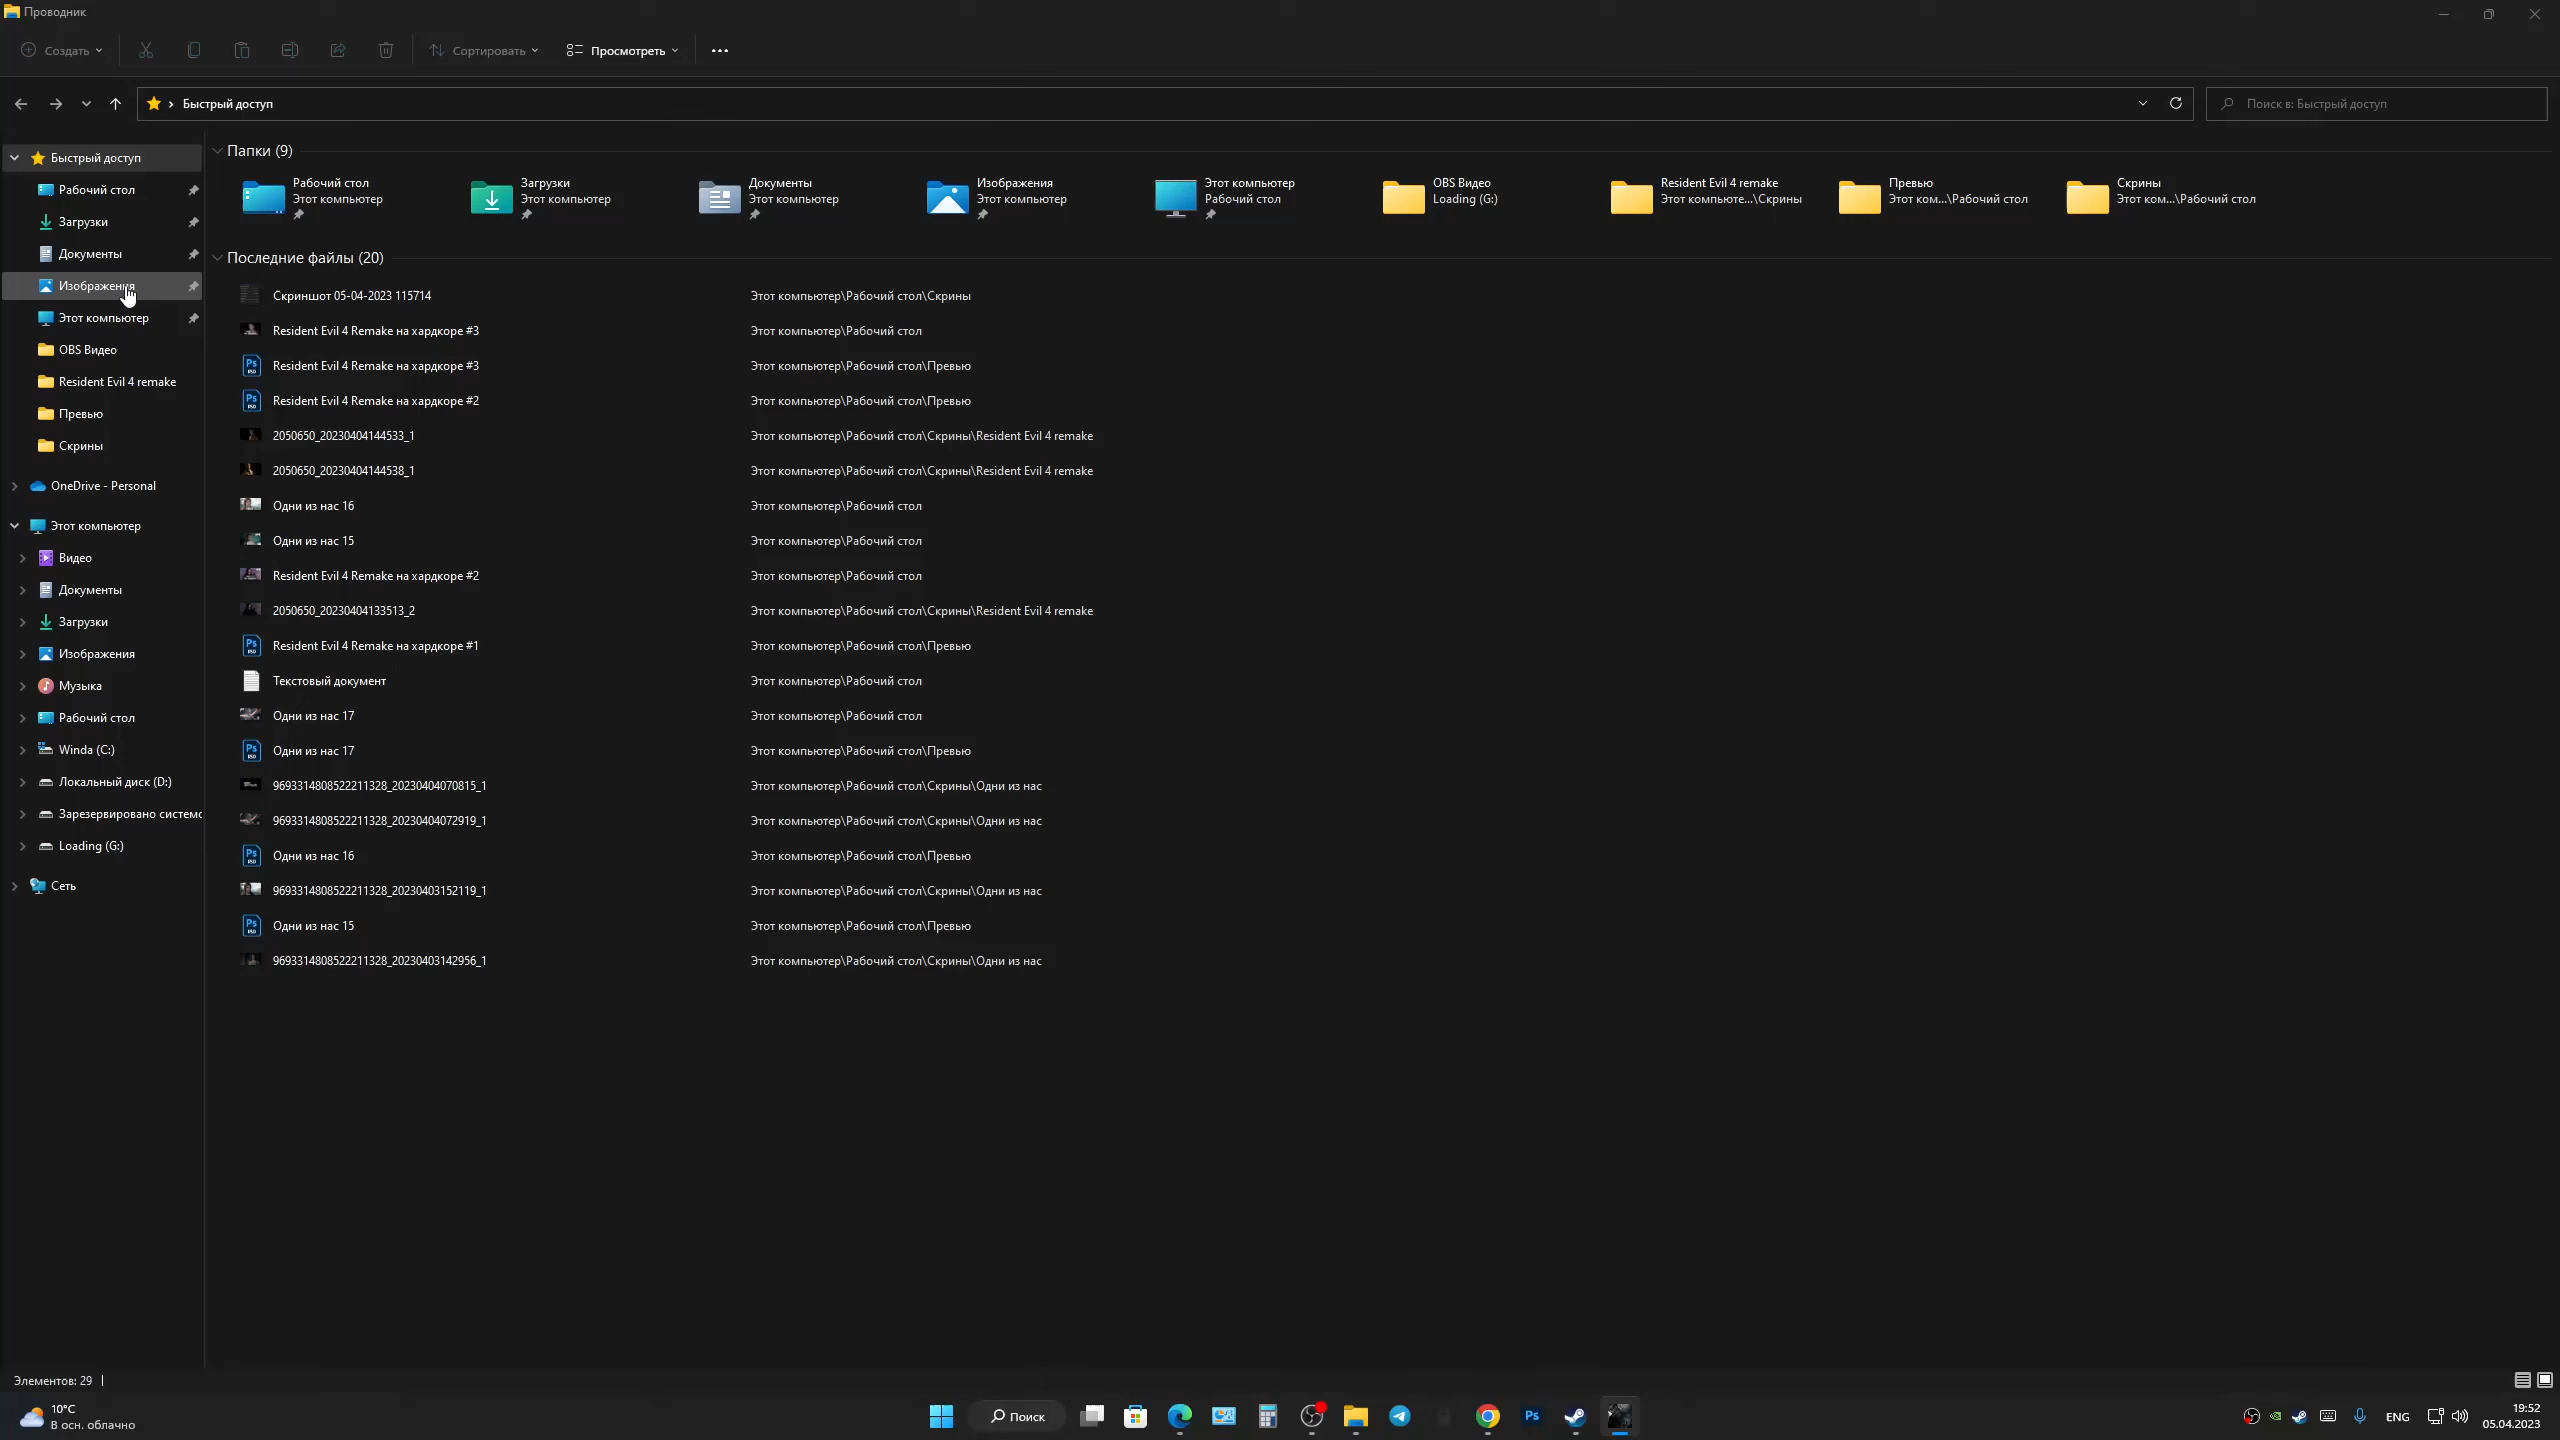 Проводник
Создать
Сортировать
Просмотреть
Быстрый доступ
Поиск в: Быстрый доступ
Быстрый доступ
Рабочий стол
Загрузки
Документы
Изображения
Этот компьютер
OBS Видео
Resident Evil 4 remake
Превью
Скрины
OneDrive - Personal
Этот компьютер
Видео
Документы
Загрузки
Изображения
Музыка
Рабочий стол
Winda (C:)
Локальный диск (D:)
Зарезервировано системо
Loading (G:)
Сеть
Папки (9)
Рабочий стол
Этот компьютер
Загрузки
Этот компьютер
Документы
Этот компьютер
Изображения
Этот компьютер
Этот компьютер
Рабочий стол
OBS Видео
Loading (G:)
Resident Evil 4 remake
Этот компьюте...\Скрины
Превью
Этот ком...\Рабочий стол
Скрины
Этот ком...\Рабочий стол
Последние файлы (20)
Скриншот 05-04-2023 115714 Этот компьютер\Рабочий стол\Скрины
Resident Evil 4 Remake на хардкоре #3 Этот компьютер\Рабочий стол
Resident Evil 4 Remake на хардкоре #3 Этот компьютер\Рабочий стол\Превью
Resident Evil 4 Remake на хардкоре #2 Этот компьютер\Рабочий стол\Превью
2050650_20230404144533_1 Этот компьютер\Рабочий стол\Скрины\Resident Evil 4 remake
2050650_20230404144538_1 Этот компьютер\Рабочий стол\Скрины\Resident Evil 4 remake
Одни из нас 16 Этот компьютер\Рабочий стол
Одни из нас 15 Этот компьютер\Рабочий стол
Resident Evil 4 Remake на хардкоре #2 Этот компьютер\Рабочий стол
2050650_20230404133513_2 Этот компьютер\Рабочий стол\Скрины\Resident Evil 4 remake
Resident Evil 4 Remake на хардкоре #1 Этот компьютер\Рабочий стол\Превью
Текстовый документ Этот компьютер\Рабочий стол
Одни из нас 17 Этот компьютер\Рабочий стол
Одни из нас 17 Этот компьютер\Рабочий стол\Превью
9693314808522211328_20230404070815_1 Этот компьютер\Рабочий стол\Скрины\Одни из нас
9693314808522211328_20230404072919_1 Этот компьютер\Рабочий стол\Скрины\Одни из нас
Одни из нас 16 Этот компьютер\Рабочий стол\Превью
9693314808522211328_20230403152119_1 Этот компьютер\Рабочий стол\Скрины\Одни из нас
Одни из нас 15 Этот компьютер\Рабочий стол\Превью
9693314808522211328_20230403142956_1 Этот компьютер\Рабочий стол\Скрины\Одни из нас
Элементов: 29
10°C
В осн. облачно
Поиск
Ps
ENG
19:52
05.04.2023